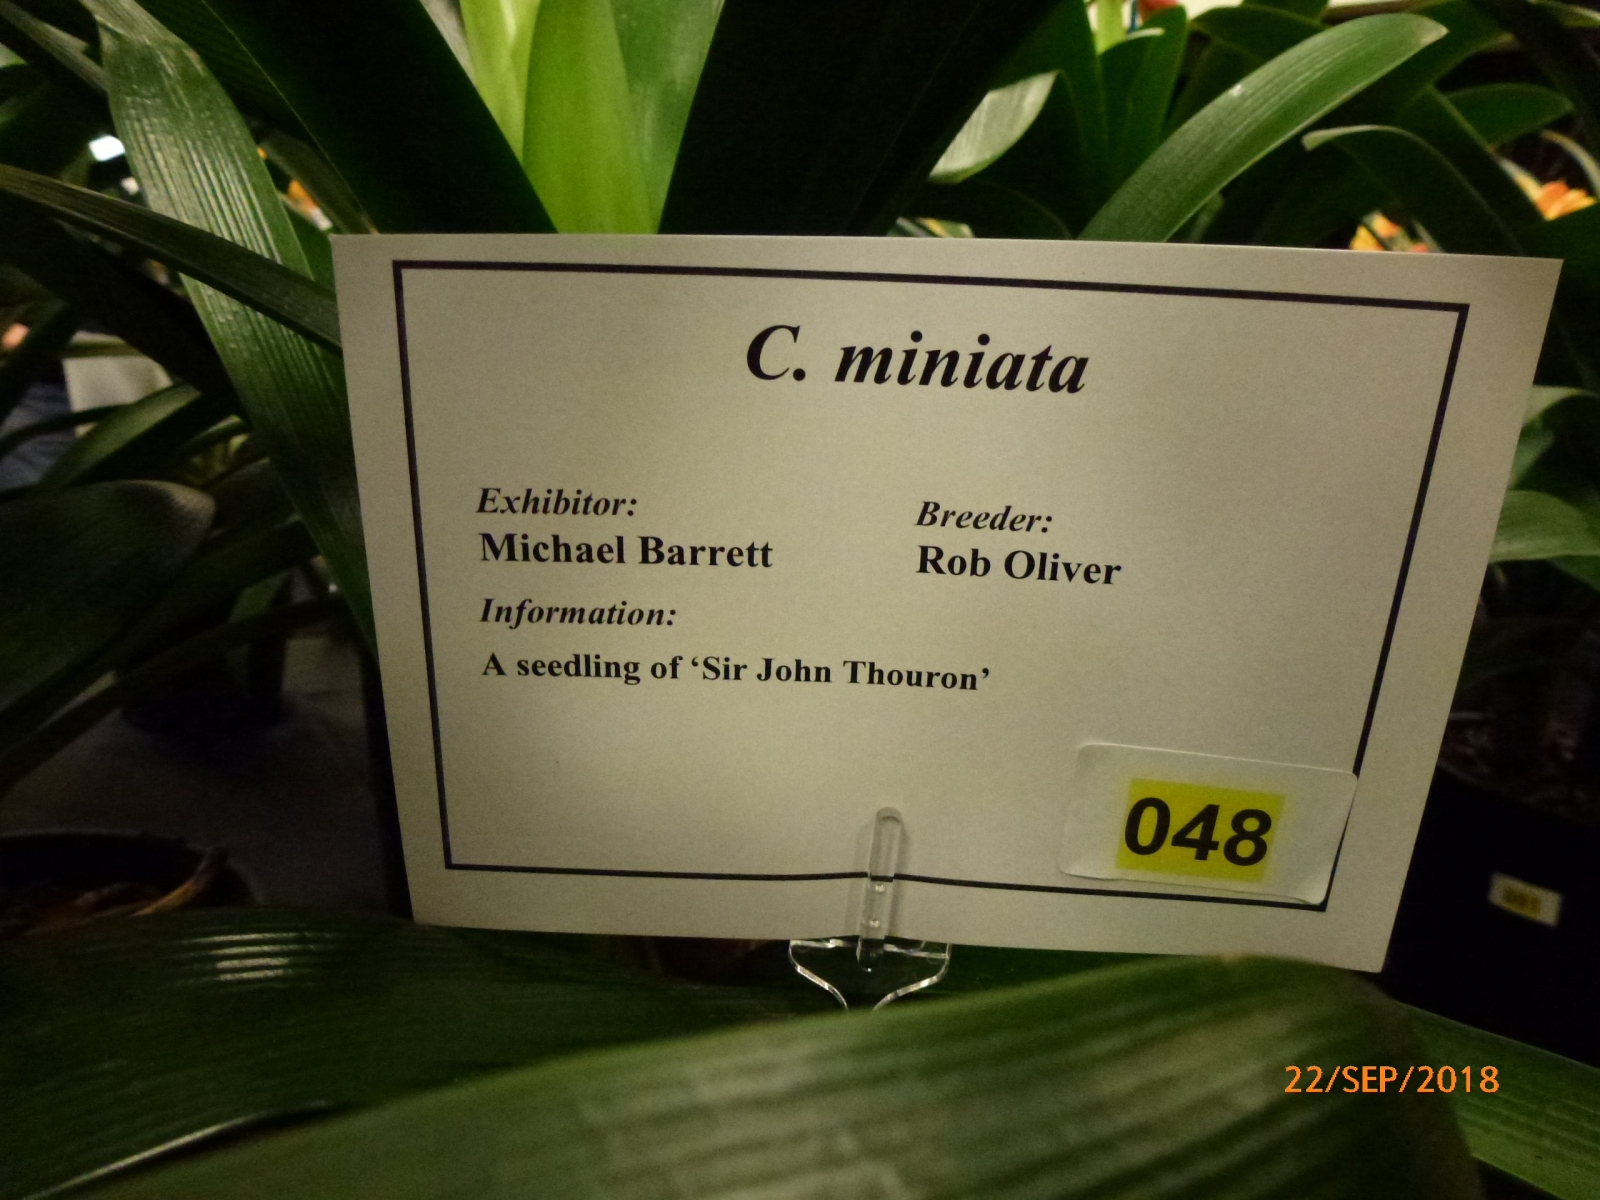 C. miniata
Exhibitor:
Michael Barrett
Breeder:
Rob Oliver
Information:
A seedling of ‘Sir John Thouron’
048
22/SEP/2018